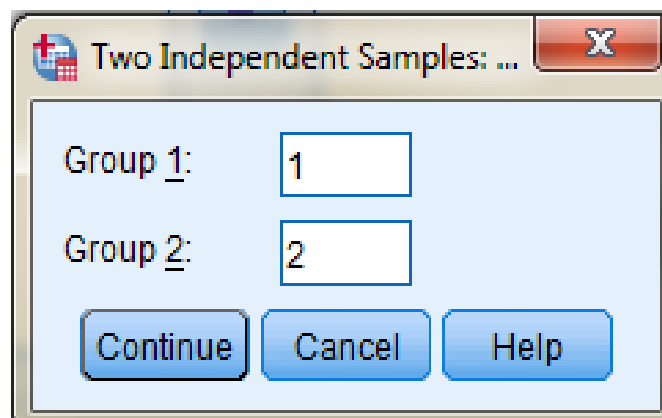 Two Independent Samples: ...
Group 1: 1
Group 2: 2
Continue Cancel Help